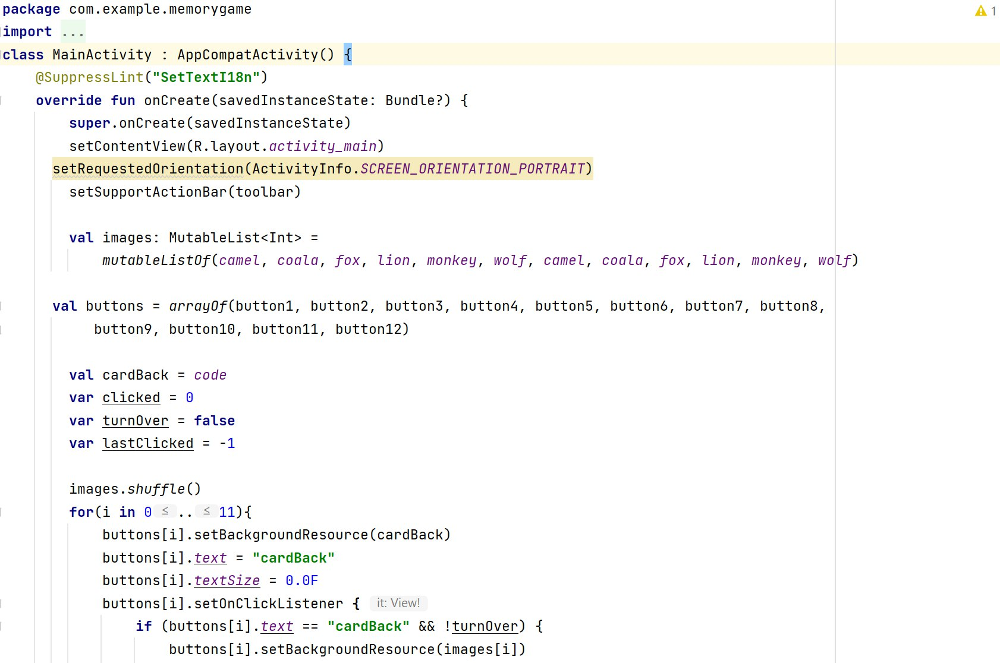 package com.example.memorygame
1
import ...
class MainActivity : AppCompatActivity() {
@SuppressLint("SetTextI18n")
override fun onCreate(savedInstanceState: Bundle?) {
super.onCreate(savedInstanceState)
setContentView(R.layout.activity_main)
setRequestedOrientation(ActivityInfo.SCREEN_ORIENTATION_PORTRAIT)
setSupportActionBar(toolbar)
val images: MutableList<Int> =
mutableListOf(camel, coala, fox, lion, monkey, wolf, camel, coala, fox, lion, monkey, wolf)
val buttons = arrayOf(button1, button2, button3, button4, button5, button6, button7, button8,
button9, button10, button11, button12)
val cardBack = code
var clicked = 0
var turnOver = false
var lastClicked = -1
images.shuffle()
for(i in 0 ≤ .. ≤ 11){
buttons[i].setBackgroundResource(cardBack)
buttons[i].text = "cardBack"
buttons[i].textSize = 0.0F
buttons[i].setOnClickListener { it: View!
if (buttons[i].text == "cardBack" && !turnOver) {
buttons[i].setBackgroundResource(images[i])